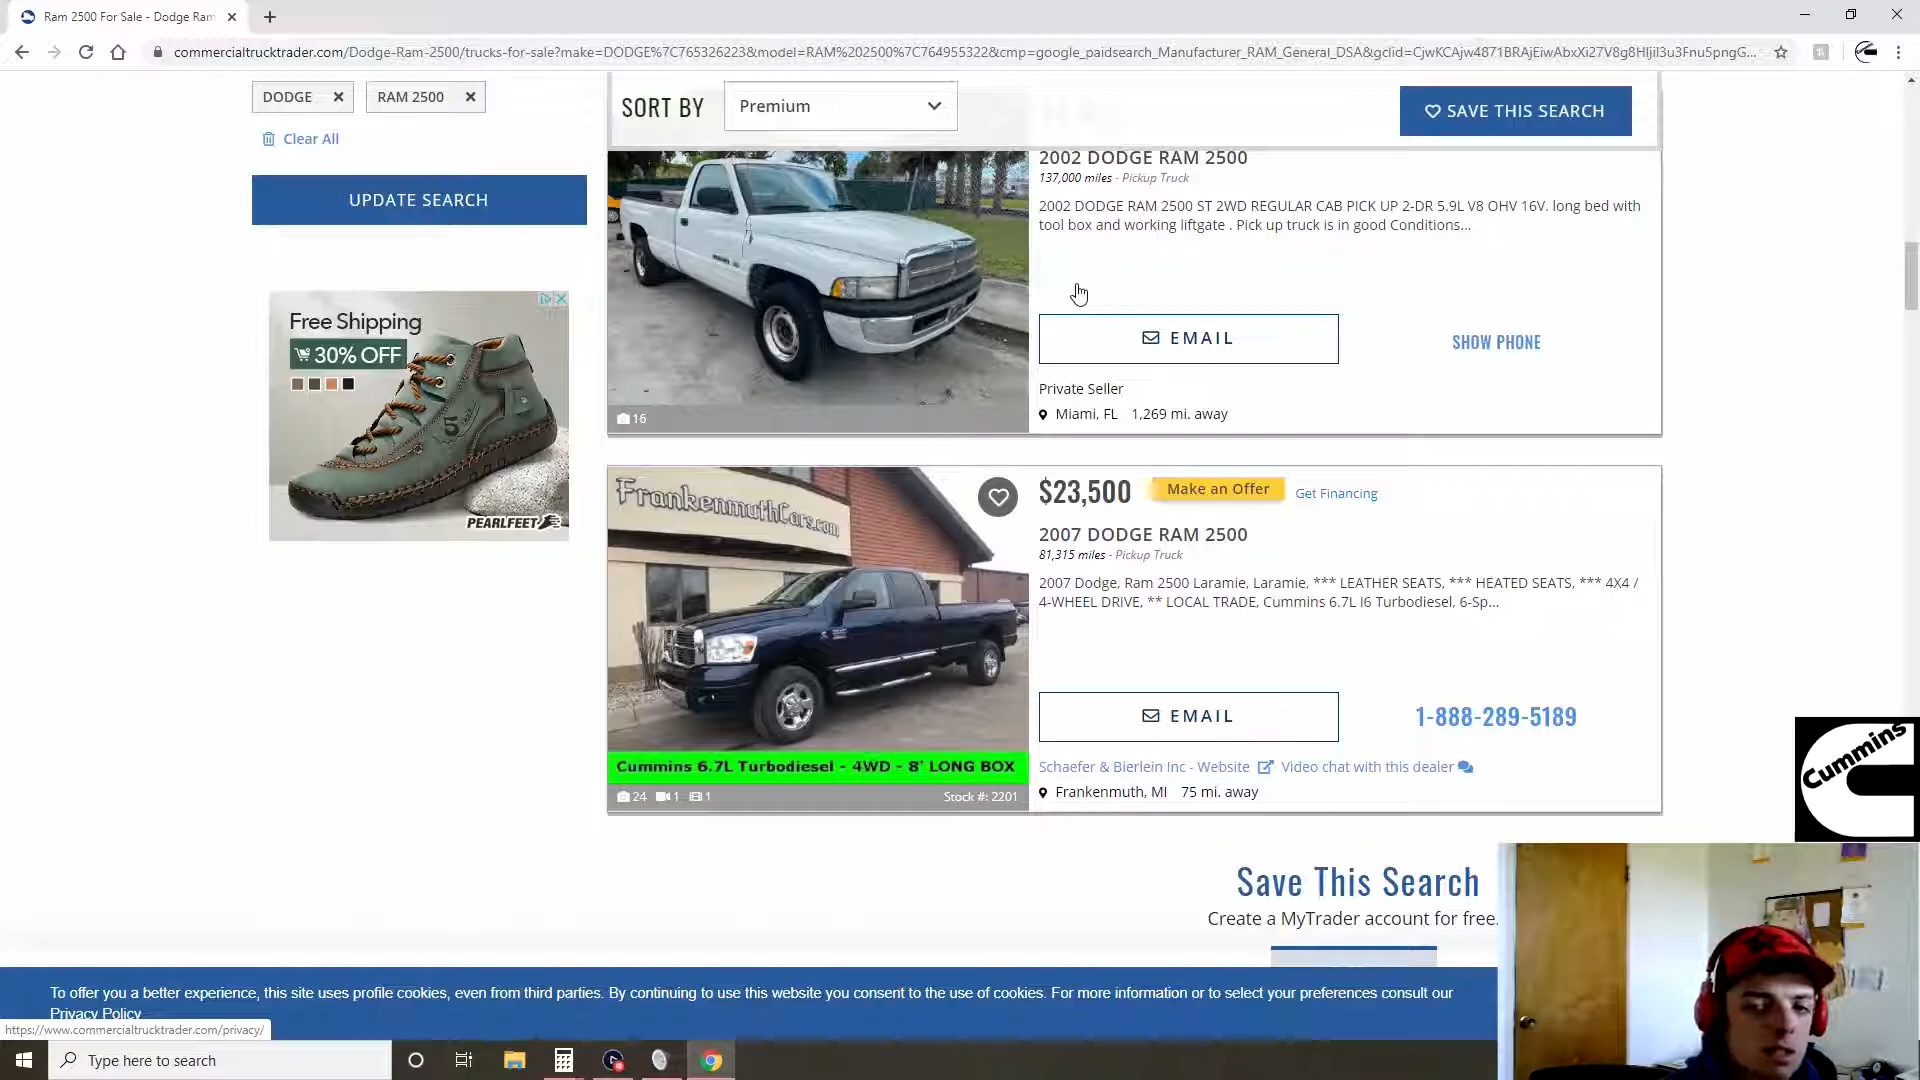 Ram 2500 For Sale - Dodge Ram
commercialtrucktrader.com/Dodge-Ram-2500/trucks-for-sale?make=DODGE%7C765326223&model=RAM%202500%7C764955322&cmp=google_paidsearch_Manufacturer_RAM_General_DSA&gclid=CjwKCAjw4871BRAjEiwAbxXi27V8g8HIjiI3u3Fnu5pngG...
DODGE
RAM 2500
Clear All
UPDATE SEARCH
SORT BY
Premium
SAVE THIS SEARCH
2002 DODGE RAM 2500
137,000 miles - Pickup Truck
2002 DODGE RAM 2500 ST 2WD REGULAR CAB PICK UP 2-DR 5.9L V8 OHV 16V. long bed with
tool box and working liftgate . Pick up truck is in good Conditions...
EMAIL
SHOW PHONE
Private Seller
Miami, FL 1,269 mi. away
16
Free Shipping
30% OFF
5
PEARLFEET
FrankenmuthCars.com
$23,500
Make an Offer
Get Financing
2007 DODGE RAM 2500
81,315 miles - Pickup Truck
2007 Dodge, Ram 2500 Laramie, Laramie, *** LEATHER SEATS, *** HEATED SEATS, *** 4X4 /
4-WHEEL DRIVE, ** LOCAL TRADE, Cummins 6.7L I6 Turbodiesel, 6-Sp...
EMAIL
1-888-289-5189
Cummins 6.7L Turbodiesel - 4WD - 8' LONG BOX
24 1 1
Stock #: 2201
Schaefer & Bierlein Inc - Website
Video chat with this dealer
Frankenmuth, MI 75 mi. away
Cummins
Save This Search
Create a MyTrader account for free.
To offer you a better experience, this site uses profile cookies, even from third parties. By continuing to use this website you consent to the use of cookies. For more information or to select your preferences consult our
Privacy Policy
https://www.commercialtrucktrader.com/privacy/
Type here to search